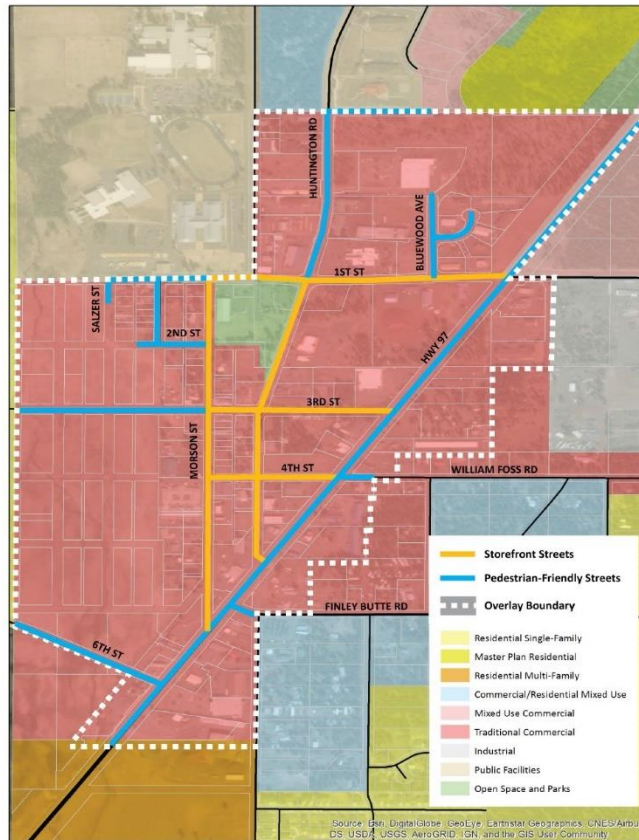 HUNTINGTON RD
BLUEWOOD AVE
1ST ST
SALZER ST
2ND ST
HWY 97
3RD ST
MORSON ST
4TH ST
WILLIAM FOSS RD
FINLEY BUTTE RD
6TH ST
Storefront Streets
Pedestrian-Friendly Streets
Overlay Boundary
Residential Single-Family
Master Plan Residential
Residential Multi-Family
Commercial/Residential Mixed Use
Mixed Use Commercial
Traditional Commercial
Industrial
Public Facilities
Open Space and Parks
Source: Esri, DigitalGlobe, GeoEye, Earthstar Geographics, CNES/Airbu
DS, USDA, USGS, AeroGRID, IGN, and the GIS User Community